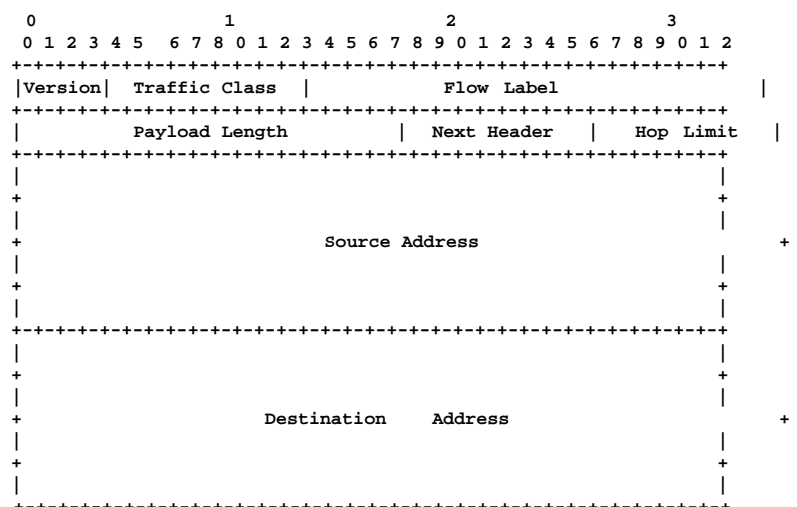 0                   1                   2                   3
0 1 2 3 4 5  6 7 8 0 1 2 3 4 5 6 7 8 9 0 1 2 3 4 5 6 7 8 9 0 1 2
+-+-+-+-+-+-+-+-+-+-+-+-+-+-+-+-+-+-+-+-+-+-+-+-+-+-+-+-+-+-+-+-+
|Version|  Traffic Class  |             Flow Label                   |
+-+-+-+-+-+-+-+-+-+-+-+-+-+-+-+-+-+-+-+-+-+-+-+-+-+-+-+-+-+-+-+-+
|          Payload Length          |  Next Header   |   Hop Limit   |
+-+-+-+-+-+-+-+-+-+-+-+-+-+-+-+-+-+-+-+-+-+-+-+-+-+-+-+-+-+-+-+-+
|                                                                |
+                                                                +
|                                                                |
+                            Source Address                           +
|                                                                |
+                                                                +
|                                                                |
+-+-+-+-+-+-+-+-+-+-+-+-+-+-+-+-+-+-+-+-+-+-+-+-+-+-+-+-+-+-+-+-+
|                                                                |
+                                                                +
|                                                                |
+                      Destination    Address                         +
|                                                                |
+                                                                +
|                                                                |
+-+-+-+-+-+-+-+-+-+-+-+-+-+-+-+-+-+-+-+-+-+-+-+-+-+-+-+-+-+-+-+-+